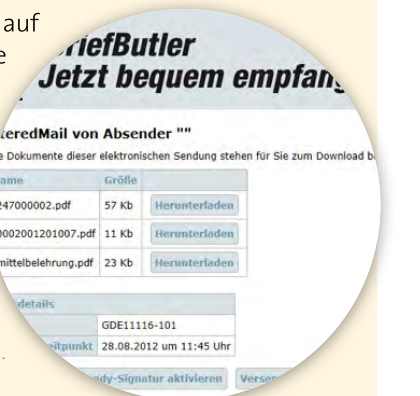 auf
e
riefButler
Jetzt bequem empfang
teredMail von Absender ""
e Dokumente dieser elektronischen Sendung stehen für Sie zum Download b
ame Größe
247000002.pdf 57 Kb Herunterladen
0002001201007.pdf 11 Kb Herunterladen
mittelbelehrung.pdf 23 Kb Herunterladen
details
GDE11116-101
eitpunkt 28.08.2012 um 11:45 Uhr
dy-Signatur aktivieren Verse